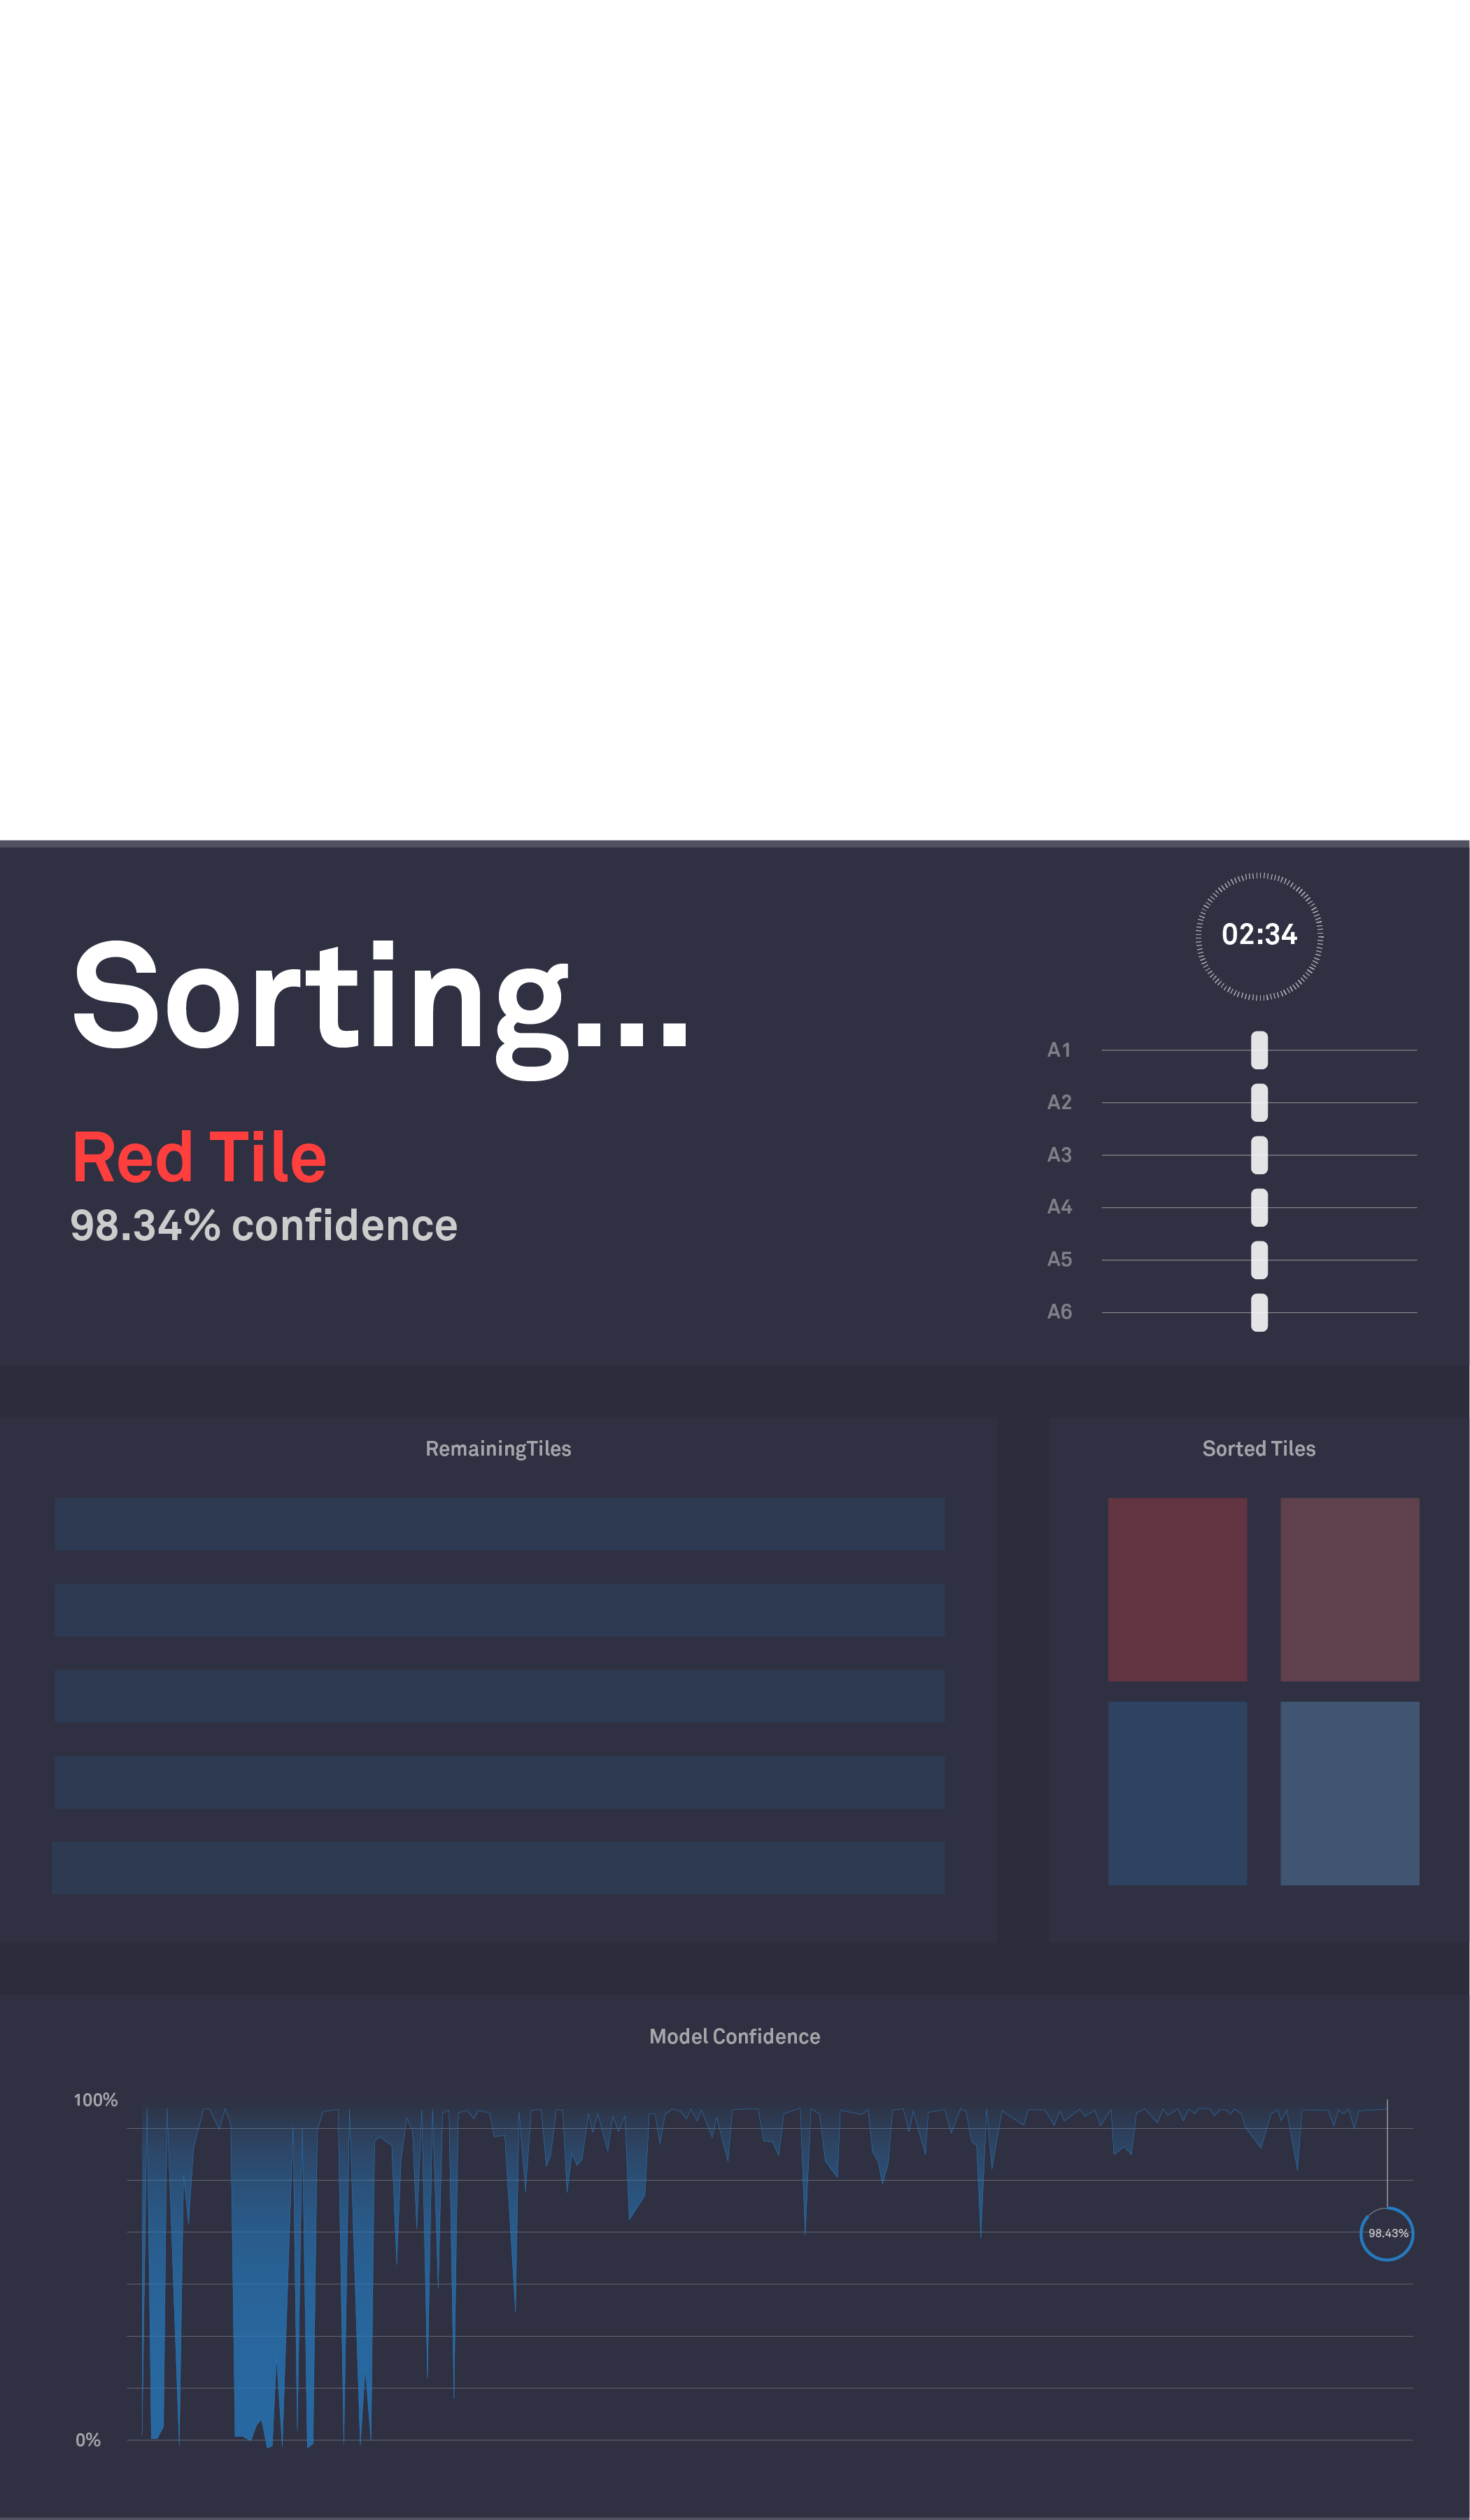 Sorting...
02:34
Red Tile
98.34% confidence
A1
A2
A3
A4
A5
A6
RemainingTiles
Sorted Tiles
Model Confidence
100%
98.43%
0%